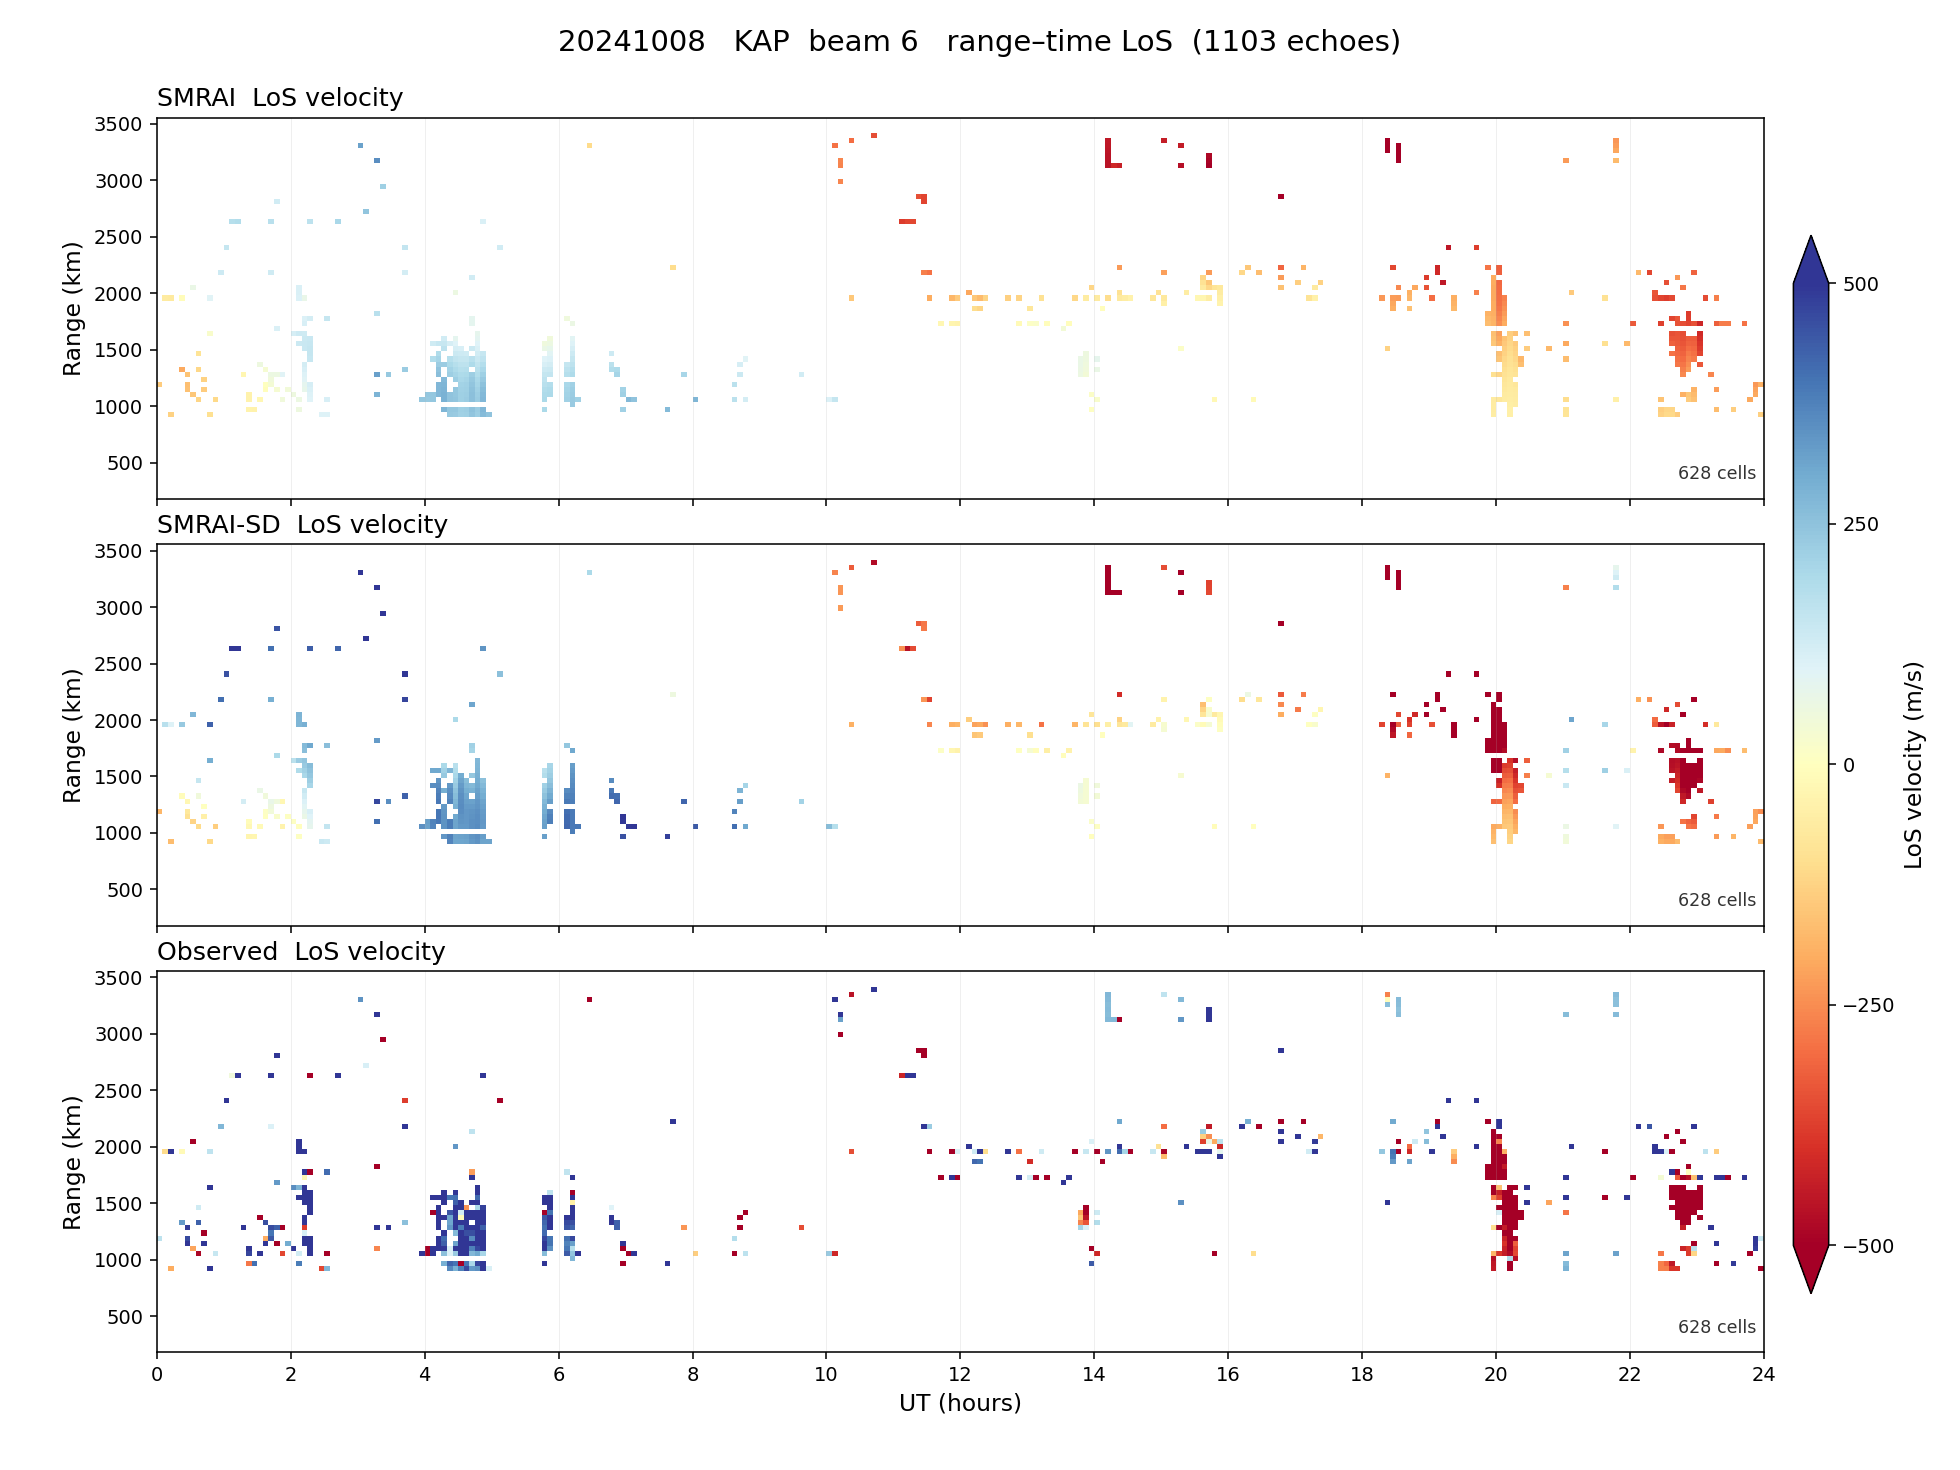 20241008   KAP  beam 6   range–time LoS  (1103 echoes)
SMRAI  LoS velocity
3500
3000
2500
2000
1500
1000
500
Range (km)
628 cells
SMRAI-SD  LoS velocity
3500
3000
2500
2000
1500
1000
500
Range (km)
628 cells
Observed  LoS velocity
3500
3000
2500
2000
1500
1000
500
Range (km)
628 cells
0 2 4 6 8 10 12 14 16 18 20 22 24
UT (hours)
500
250
0
−250
−500
LoS velocity (m/s)